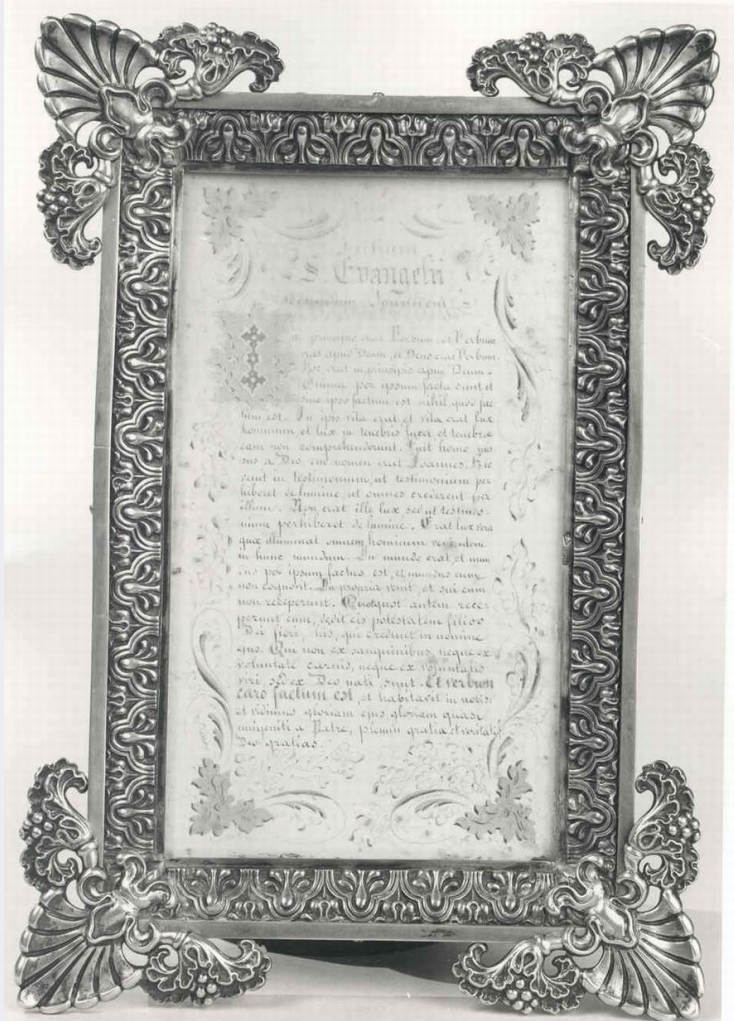 Initium
S. Evangelii
secundum Joannem
In principio erat Verbum, et Verbum
erat apud Deum, et Deus erat Verbum.
Hoc erat in principio apud Deum.
Omnia per ipsum facta sunt, et
sine ipso factum est nihil, quod fac
tum est. In ipso vita erat et vita erat lux
hominum et lux in tenebris lucet et tenebræ
eam non comprehenderunt. Fuit homo mis
sus a Deo, cui nomen erat Joannes. Hic
venit in testimonium, ut testimonium per
hiberet de lumine, ut omnes crederent per
illum. Non erat ille lux sed ut testimo-
nium perhiberet de lumine. Erat lux vera
quæ illuminat omnem hominem venientem
in hunc mundum. In mundo erat, et mun
dus per ipsum factus est, et mundus eum
non cognovit. In propria venit, et sui eum
non receperunt. Quotquot autem rece-
perunt eum, dedit eis potestatem filios
Dei fieri, his, qui credunt in nomine
ejus. Qui non ex sanguinibus, neque ex
voluntate carnis, neque ex voluntate
viri, sed ex Deo nati sunt. Et verbum
caro factum est, et habitavit in nobis
et vidimus gloriam ejus, gloriam quasi
unigeniti a Patre, plenum gratiæ et veritatis
Deo gratias.